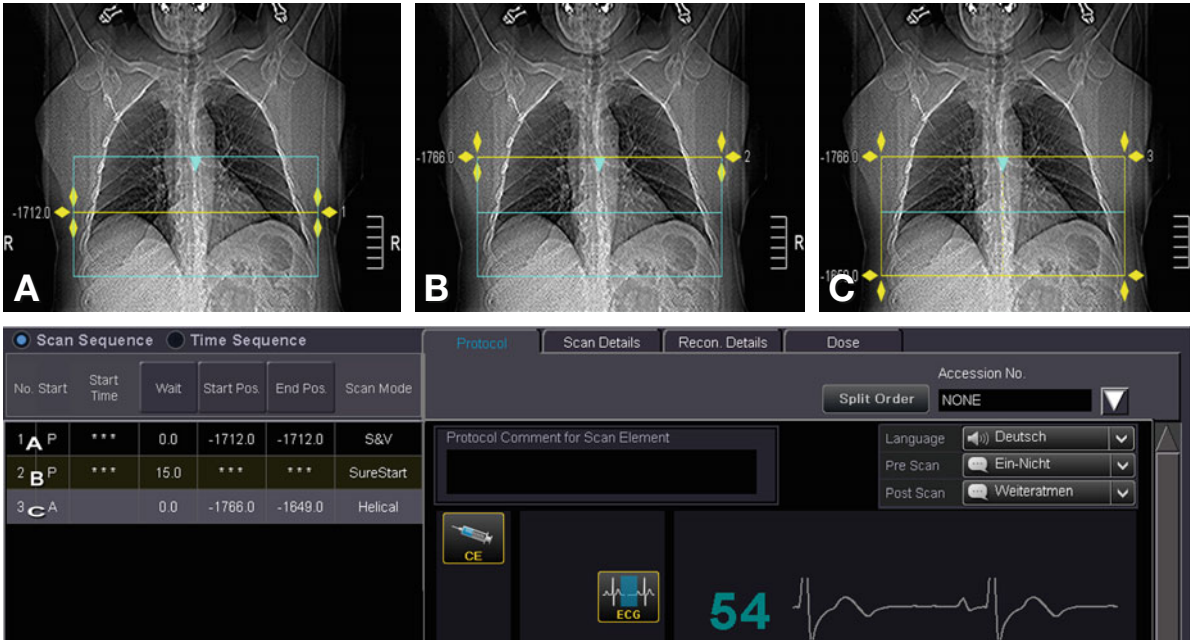 -1712.0 1
R R
A
-1766.0 2
R
B
-1766.0 3
C
Scan Sequence Time Sequence
No. Start Start Time Wait Start Pos. End Pos. Scan Mode
1 A P *** 0.0 -1712.0 -1712.0 S&V
2 B P *** 15.0 *** *** SureStart
3 C A 0.0 -1766.0 -1649.0 Helical
Protocol Scan Details Recon. Details Dose
Accession No.
Split Order NONE
Protocol Comment for Scan Element
Language Deutsch
Pre Scan Ein-Nicht
Post Scan Weiteratmen
CE
ECG
54